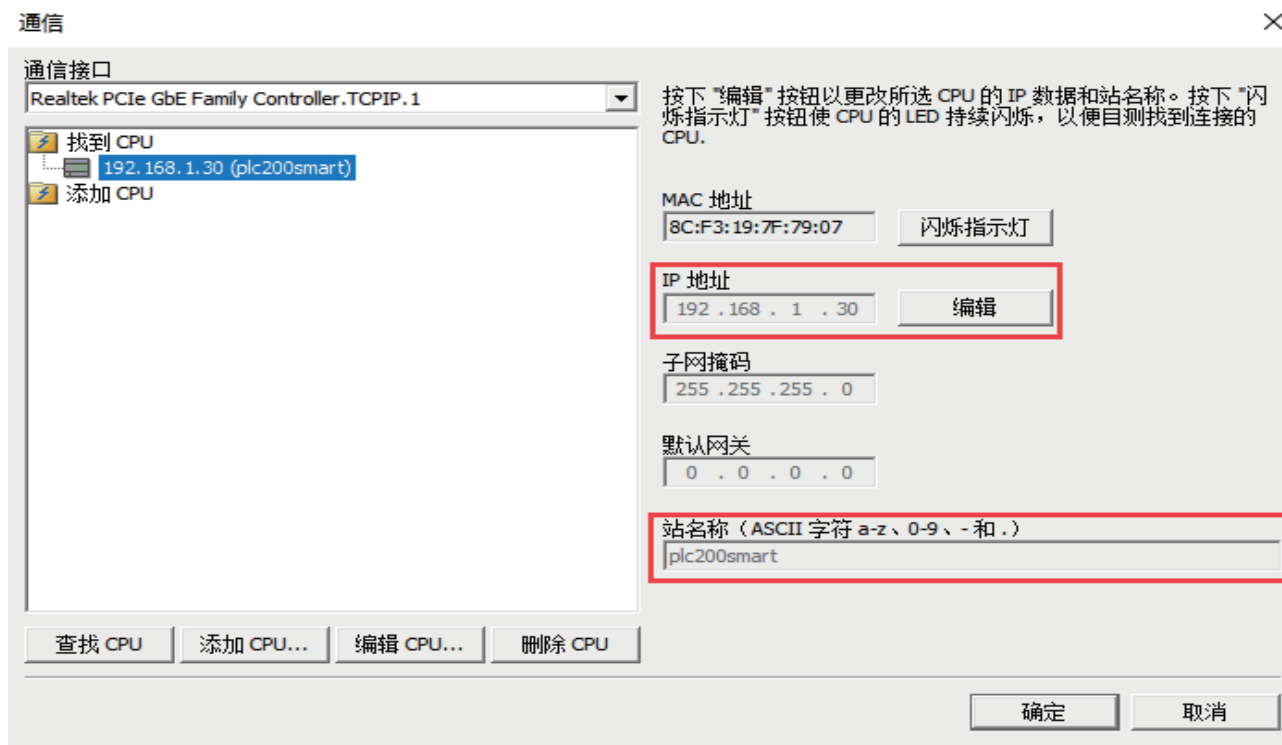 通信
通信接口
Realtek PCIe GbE Family Controller.TCPIP.1
找到 CPU
192.168.1.30 (plc200smart)
添加 CPU
按下 "编辑" 按钮以更改所选 CPU 的 IP 数据和站名称。按下 "闪
烁指示灯" 按钮使 CPU 的 LED 持续闪烁，以便目测找到连接的
CPU.
MAC 地址
8C:F3:19:7F:79:07
闪烁指示灯
IP 地址
192 . 168 . 1 . 30
编辑
子网掩码
255 . 255 . 255 . 0
默认网关
0 . 0 . 0 . 0
站名称（ASCII 字符 a-z、0-9、- 和 .）
plc200smart
查找 CPU
添加 CPU...
编辑 CPU...
删除 CPU
确定
取消